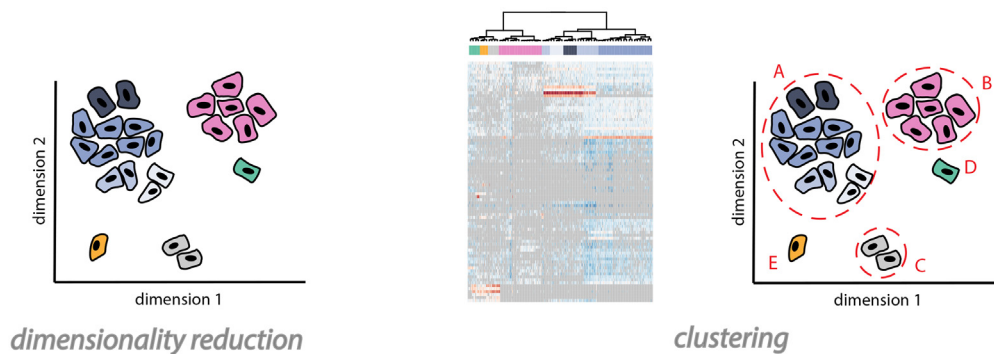 dimension 2
dimension 1
dimensionality reduction
dimension 2
A
B
D
E
C
dimension 1
clustering